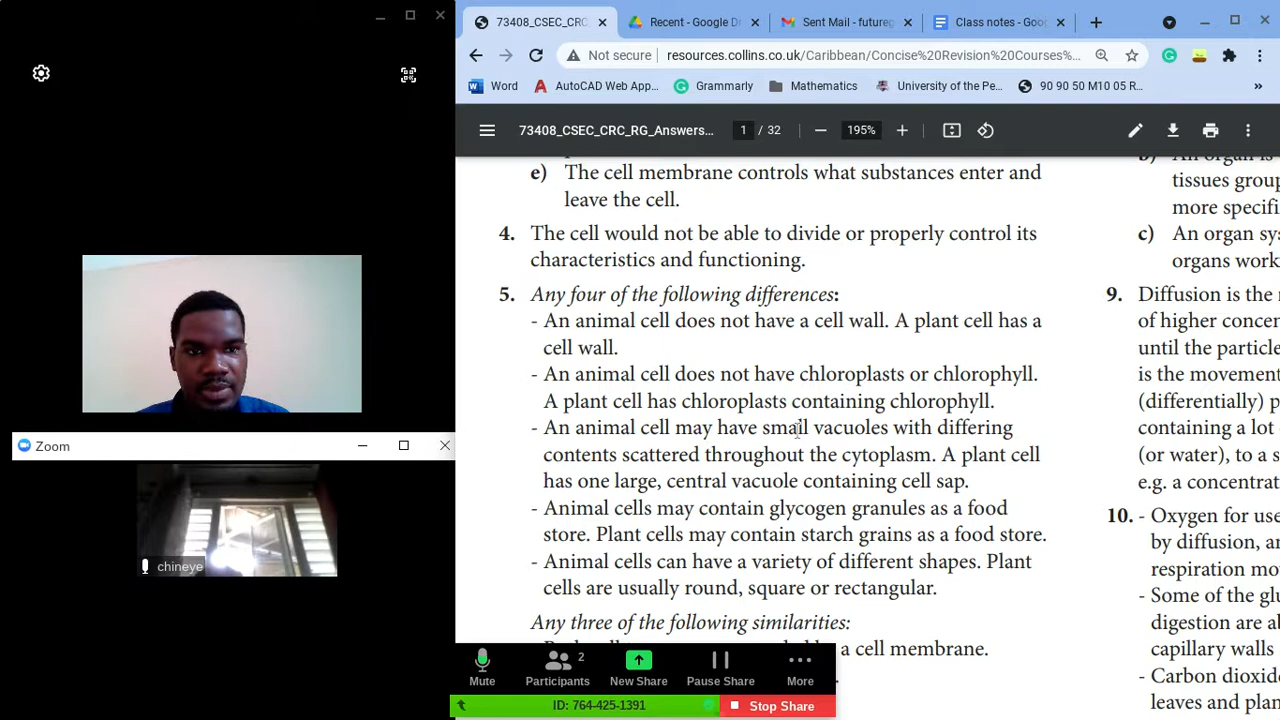 73408_CSEC_CRC_
Recent - Google D
Sent Mail - futureg
Class notes - Goo
Not secure
resources.collins.co.uk/Caribbean/Concise%20Revision%20Courses%...
Word
AutoCAD Web App...
Grammarly
Mathematics
University of the Pe...
90 90 50 M10 05 R...
»
73408_CSEC_CRC_RG_Answers...
1 / 32
195%
e) The cell membrane controls what substances enter and
leave the cell.
4. The cell would not be able to divide or properly control its
characteristics and functioning.
5. Any four of the following differences:
- An animal cell does not have a cell wall. A plant cell has a
cell wall.
- An animal cell does not have chloroplasts or chlorophyll.
A plant cell has chloroplasts containing chlorophyll.
- An animal cell may have small vacuoles with differing
contents scattered throughout the cytoplasm. A plant cell
has one large, central vacuole containing cell sap.
- Animal cells may contain glycogen granules as a food
store. Plant cells may contain starch grains as a food store.
- Animal cells can have a variety of different shapes. Plant
cells are usually round, square or rectangular.
Any three of the following similarities:
a cell membrane.
b) An organ is
tissues group
more specifi
c) An organ sy
organs work
9. Diffusion is the
of higher concen
until the particle
is the movement
(differentially) p
containing a lot
(or water), to a s
e.g. a concentrat
10. - Oxygen for use
by diffusion, an
respiration mov
- Some of the glu
digestion are ab
capillary walls
- Carbon dioxide
leaves and plan
Zoom
chineye
Mute
Participants
2
New Share
Pause Share
More
ID: 764-425-1391
Stop Share